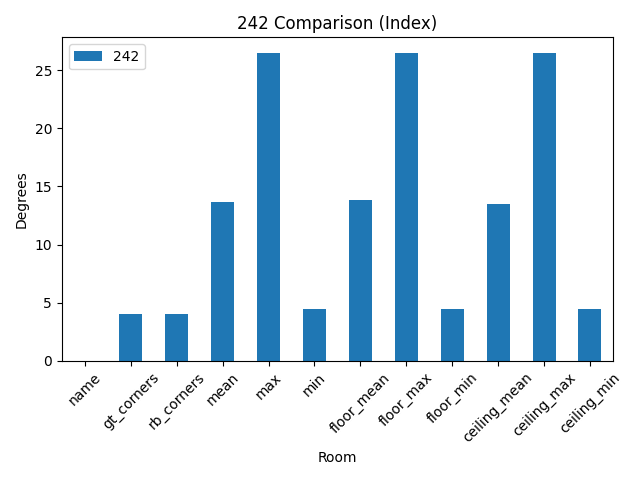 242 Comparison (Index)
242
Degrees
25
20
15
10
5
0
name
gt_corners
rb_corners
mean
max
min
floor_mean
floor_max
floor_min
ceiling_mean
ceiling_max
ceiling_min
Room